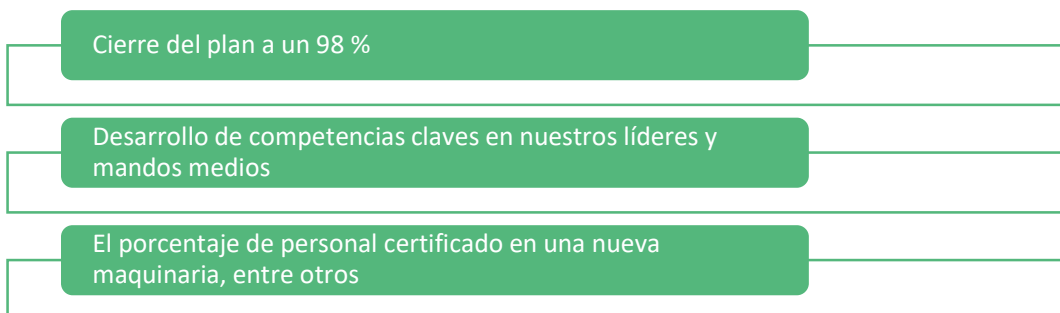 Cierre del plan a un 98 %
Desarrollo de competencias claves en nuestros líderes y
mandos medios
El porcentaje de personal certificado en una nueva
maquinaria, entre otros